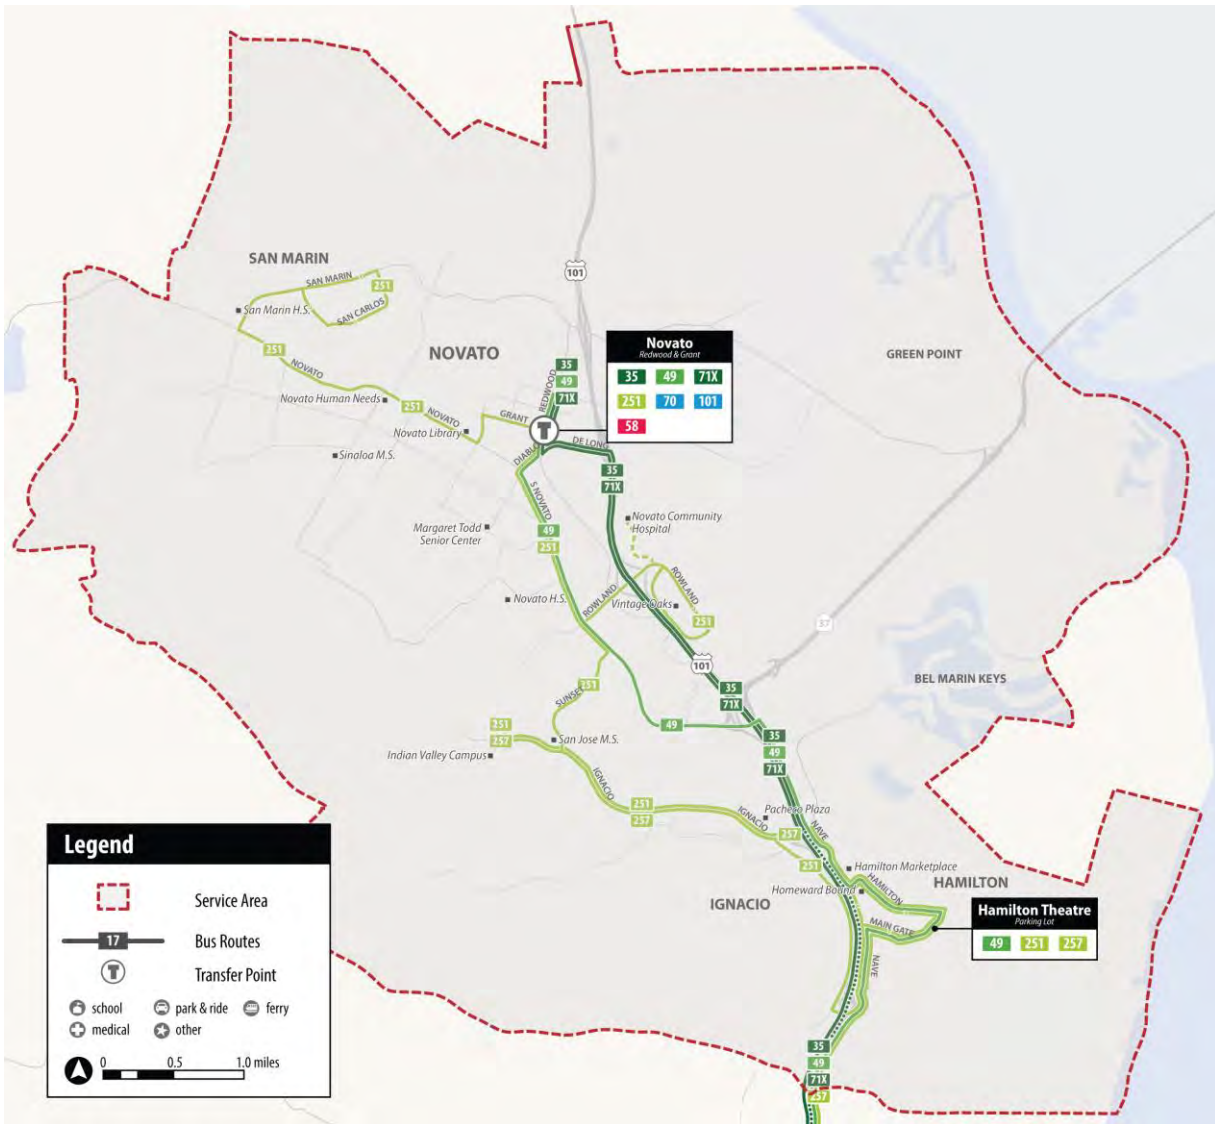 SAN MARIN
SAN MARIN
251
SAN CARLOS
San Marin H.S.
101
251
NOVATO
NOVATO
Novato Human Needs
251
NOVATO
GRANT
Novato Library
Sinaloa M.S.
REDWOOD
35
49
71X
T
Novato
Redwood & Grant
35 49 71X
251 70 101
58
GREEN POINT
DIABLO
DE LONG
35
71X
S NOVATO
Novato Community
Hospital
Margaret Todd
Senior Center
49
251
ROWLAND
ROWLAND
Novato H.S.
Vintage Oaks
251
37
101
BEL MARIN KEYS
SUNSET
251
35
71X
251
257
49
35
49
71X
San Jose M.S.
Indian Valley Campus
IGNACIO
251
257
IGNACIO
Pacheco Plaza
257
NAVE
251
Hamilton Marketplace
Homeward Bound
HAMILTON
HAMILTON
IGNACIO
MAIN GATE
NAVE
Hamilton Theatre
Parking Lot
49 251 257
35
49
71X
257
Legend
Service Area
17 Bus Routes
T Transfer Point
school park & ride ferry
medical other
0 0.5 1.0 miles